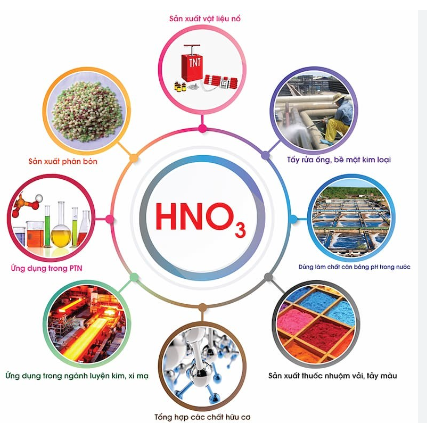 Sản xuất vật liệu nổ
TNT
Sản xuất phân bón
Tẩy rửa ống, bề mặt kim loại
HNO3
Ứng dụng trong PTN
Dùng làm chất cân bằng pH trong nước
Ứng dụng trong ngành luyện kim, xi mạ
Sản xuất thuốc nhuộm vải, tẩy màu
Tổng hợp các chất hữu cơ